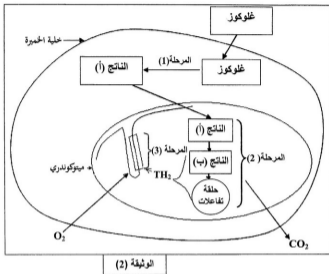 غلوكوز
خلية الخميرة
الناتج (أ)
المرحلة (1)
غلوكوز
الناتج (أ)
المرحلة (3)
المرحلة (2)
الناتج (ب)
ميتوكوندري
TH₂
حلقة
تفاعلات
O₂
CO₂
الوثيقة (2)